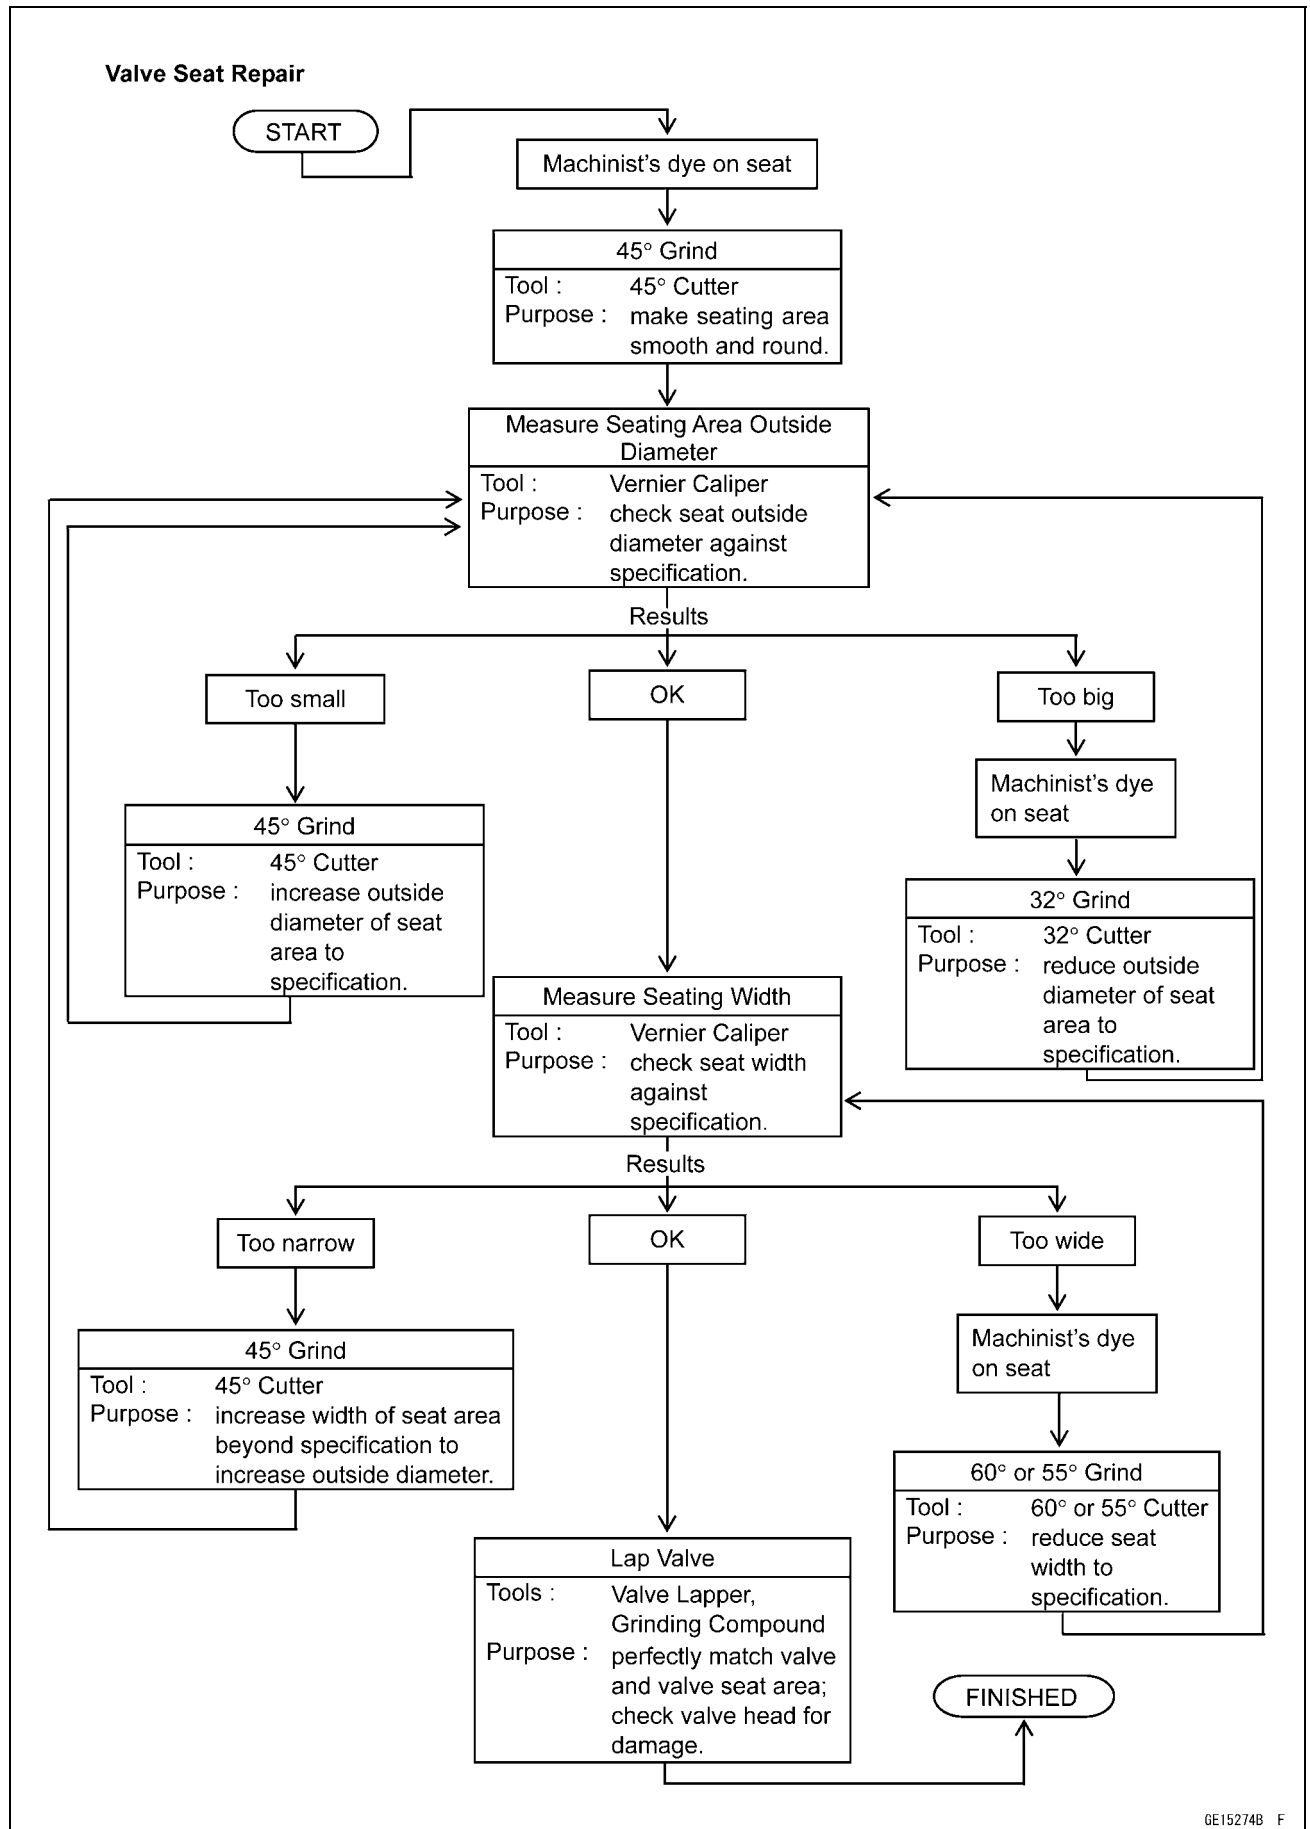 Valve Seat Repair
START
Machinist's dye on seat
45° Grind
Tool : 45° Cutter
Purpose : make seating area
smooth and round.
Measure Seating Area Outside
Diameter
Tool : Vernier Caliper
Purpose : check seat outside
diameter against
specification.
Results
Too small
OK
Too big
Machinist's dye
on seat
45° Grind
Tool : 45° Cutter
Purpose : increase outside
diameter of seat
area to
specification.
32° Grind
Tool : 32° Cutter
Purpose : reduce outside
diameter of seat
area to
specification.
Measure Seating Width
Tool : Vernier Caliper
Purpose : check seat width
against
specification.
Results
Too narrow
OK
Too wide
Machinist's dye
on seat
45° Grind
Tool : 45° Cutter
Purpose : increase width of seat area
beyond specification to
increase outside diameter.
60° or 55° Grind
Tool : 60° or 55° Cutter
Purpose : reduce seat
width to
specification.
Lap Valve
Tools : Valve Lapper,
Grinding Compound
Purpose : perfectly match valve
and valve seat area;
check valve head for
damage.
FINISHED
GE15274B F